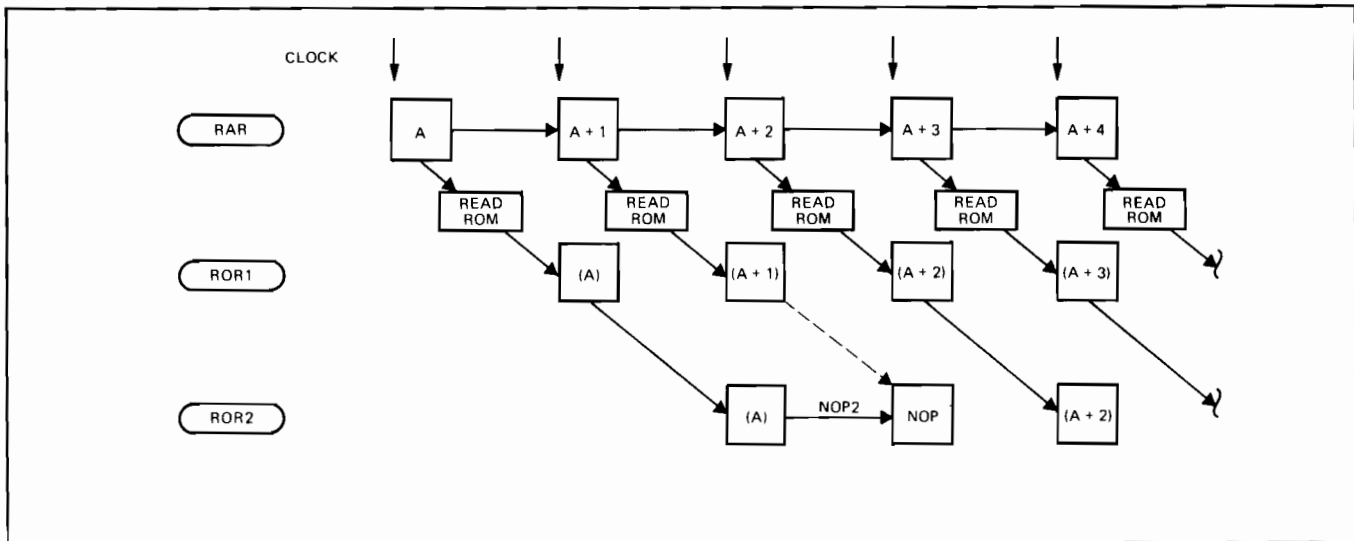 CLOCK
RAR
A
A + 1
A + 2
A + 3
A + 4
READ
ROM
READ
ROM
READ
ROM
READ
ROM
READ
ROM
ROR1
(A)
(A + 1)
(A + 2)
(A + 3)
ROR2
(A)
NOP2
NOP
(A + 2)